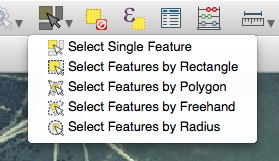 Select Single Feature
Select Features by Rectangle
Select Features by Polygon
Select Features by Freehand
Select Features by Radius